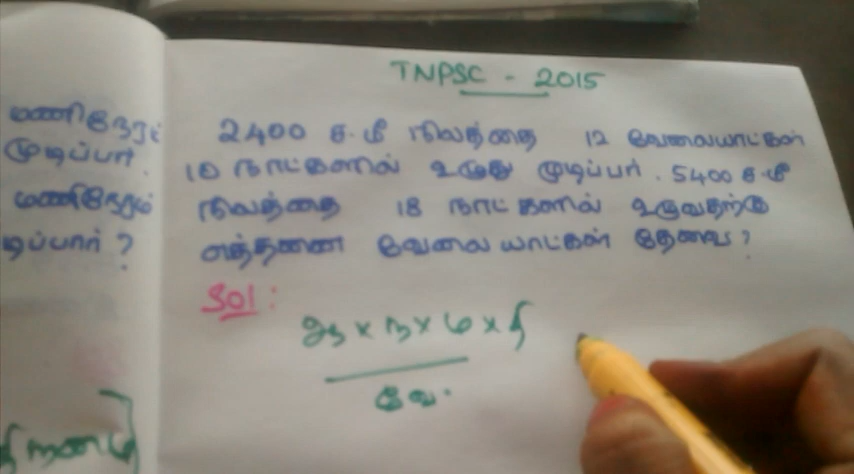 TNPSC - 2015
மணிநேரம்
முடிப்பர்.
மணிநேரம்
டிப்பார் ?
2400 ச.மீ நிலத்தை 12 வேலையாட்கள்
10 நாட்களில் உழுது முடிப்பர். 5400 ச.மீ
நிலத்தை 18 நாட்களில் உழுவதற்கு
எத்தனை வேலையாட்கள் தேவை?
Sol:
ஆ x நா x ம x
வே.